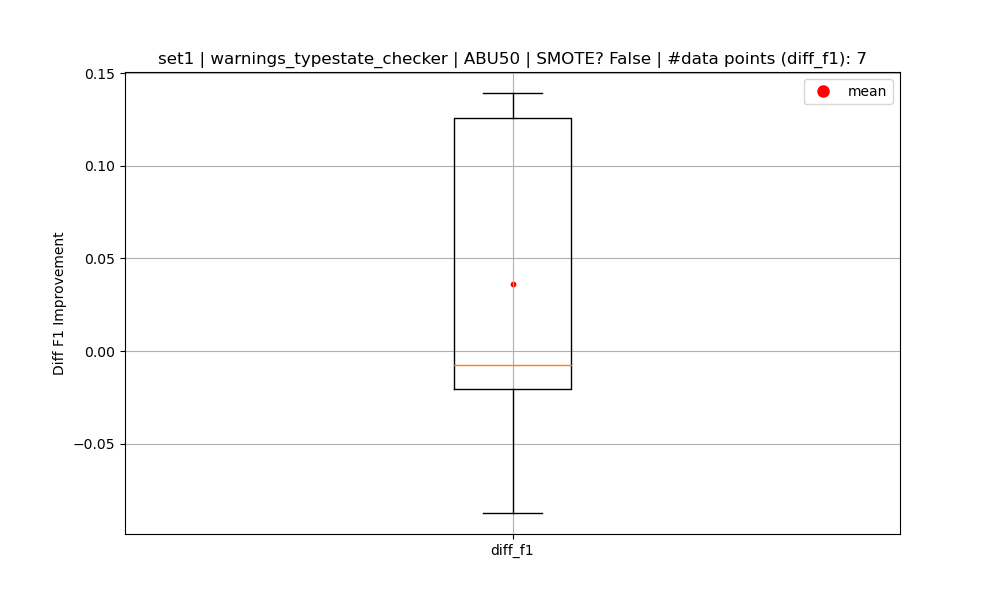 set1 | warnings_typestate_checker | ABU50 | SMOTE? False | #data points (diff_f1): 7
mean
0.15
0.10
0.05
0.00
−0.05
Diff F1 Improvement
diff_f1